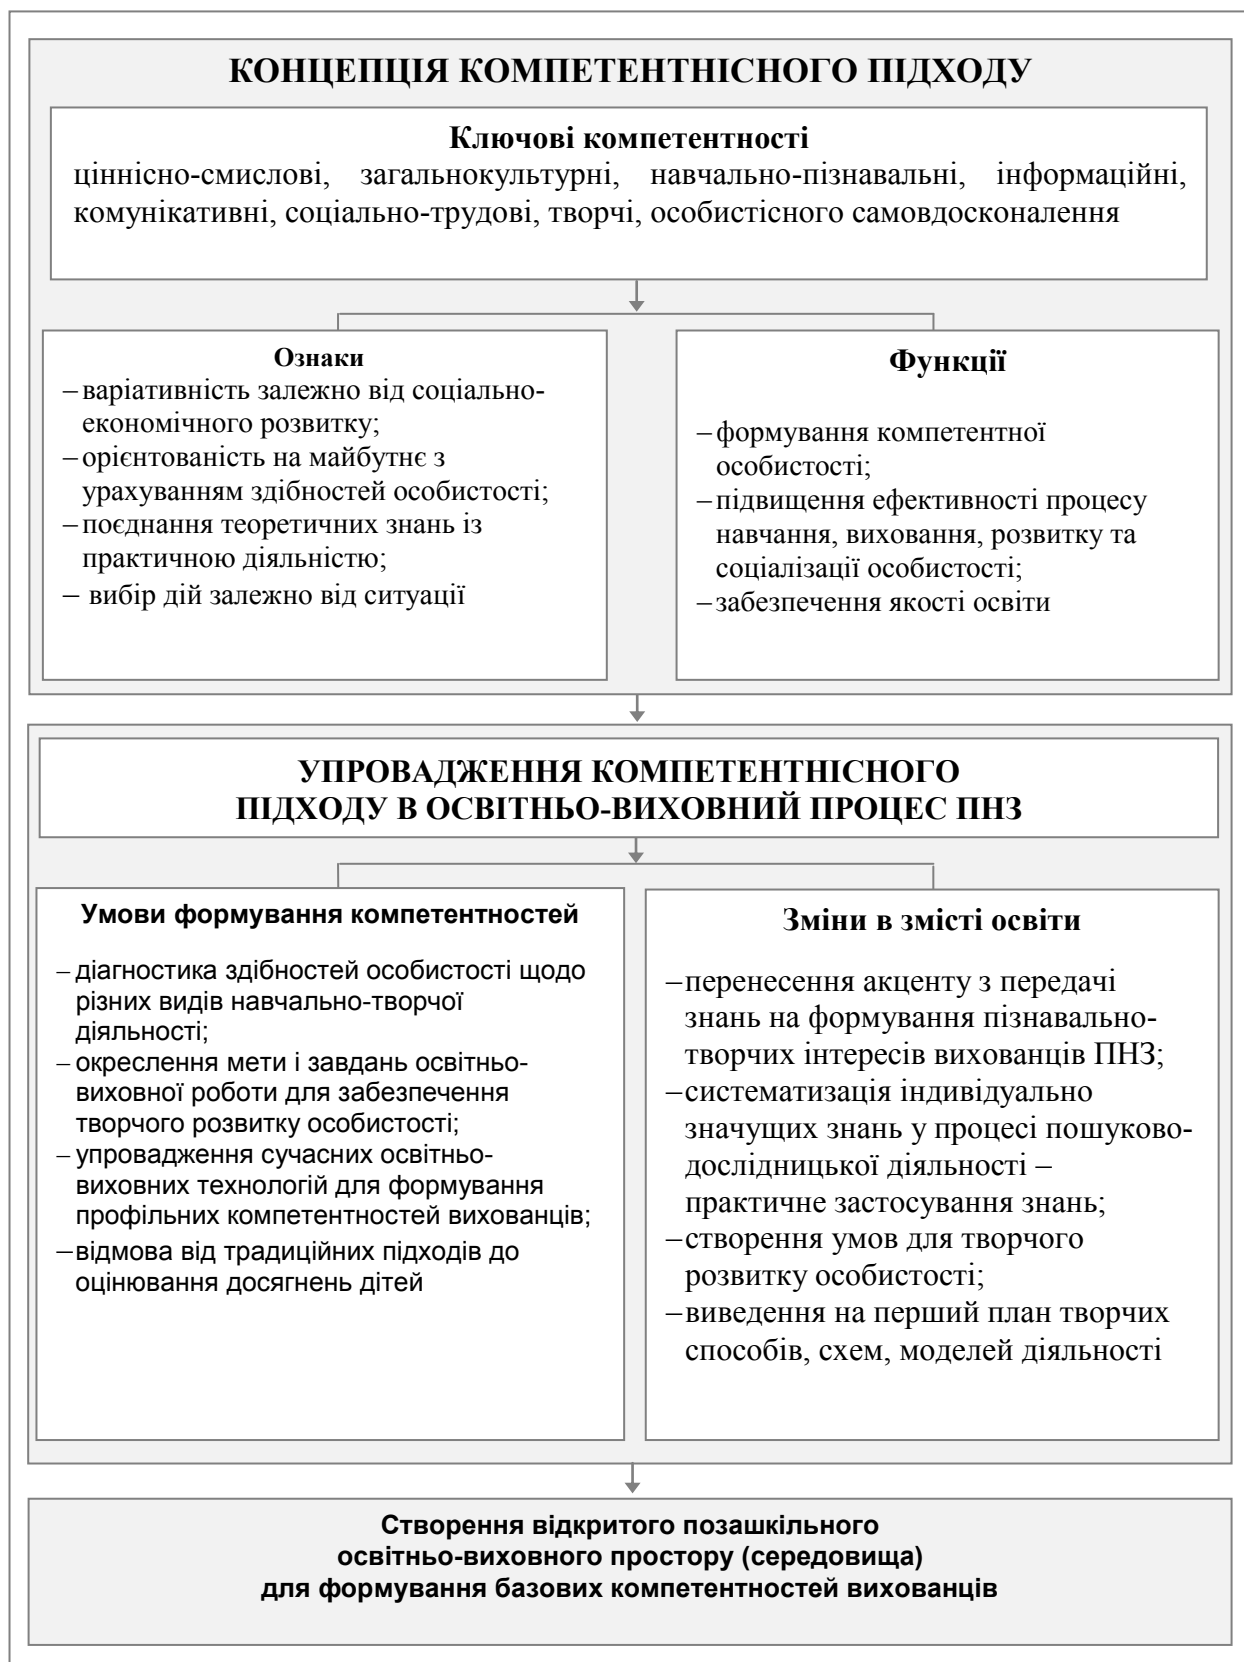 КОНЦЕПЦІЯ КОМПЕТЕНТНІСНОГО ПІДХОДУ
Ключові компетентності
ціннісно-смислові, загальнокультурні, навчально-пізнавальні, інформаційні,
комунікативні, соціально-трудові, творчі, особистісного самовдосконалення
Ознаки
– варіативність залежно від соціально-
економічного розвитку;
– орієнтованість на майбутнє з
урахуванням здібностей особистості;
– поєднання теоретичних знань із
практичною діяльністю;
– вибір дій залежно від ситуації
Функції
– формування компетентної
особистості;
– підвищення ефективності процесу
навчання, виховання, розвитку та
соціалізації особистості;
– забезпечення якості освіти
УПРОВАДЖЕННЯ КОМПЕТЕНТНІСНОГО
ПІДХОДУ В ОСВІТНЬО-ВИХОВНИЙ ПРОЦЕС ПНЗ
Умови формування компетентностей
– діагностика здібностей особистості щодо
різних видів навчально-творчої
діяльності;
– окреслення мети і завдань освітньо-
виховної роботи для забезпечення
творчого розвитку особистості;
– упровадження сучасних освітньо-
виховних технологій для формування
профільних компетентностей вихованців;
– відмова від традиційних підходів до
оцінювання досягнень дітей
Зміни в змісті освіти
– перенесення акценту з передачі
знань на формування пізнавально-
творчих інтересів вихованців ПНЗ;
– систематизація індивідуально
значущих знань у процесі пошуково-
дослідницької діяльності –
практичне застосування знань;
– створення умов для творчого
розвитку особистості;
– виведення на перший план творчих
способів, схем, моделей діяльності
Створення відкритого позашкільного
освітньо-виховного простору (середовища)
для формування базових компетентностей вихованців